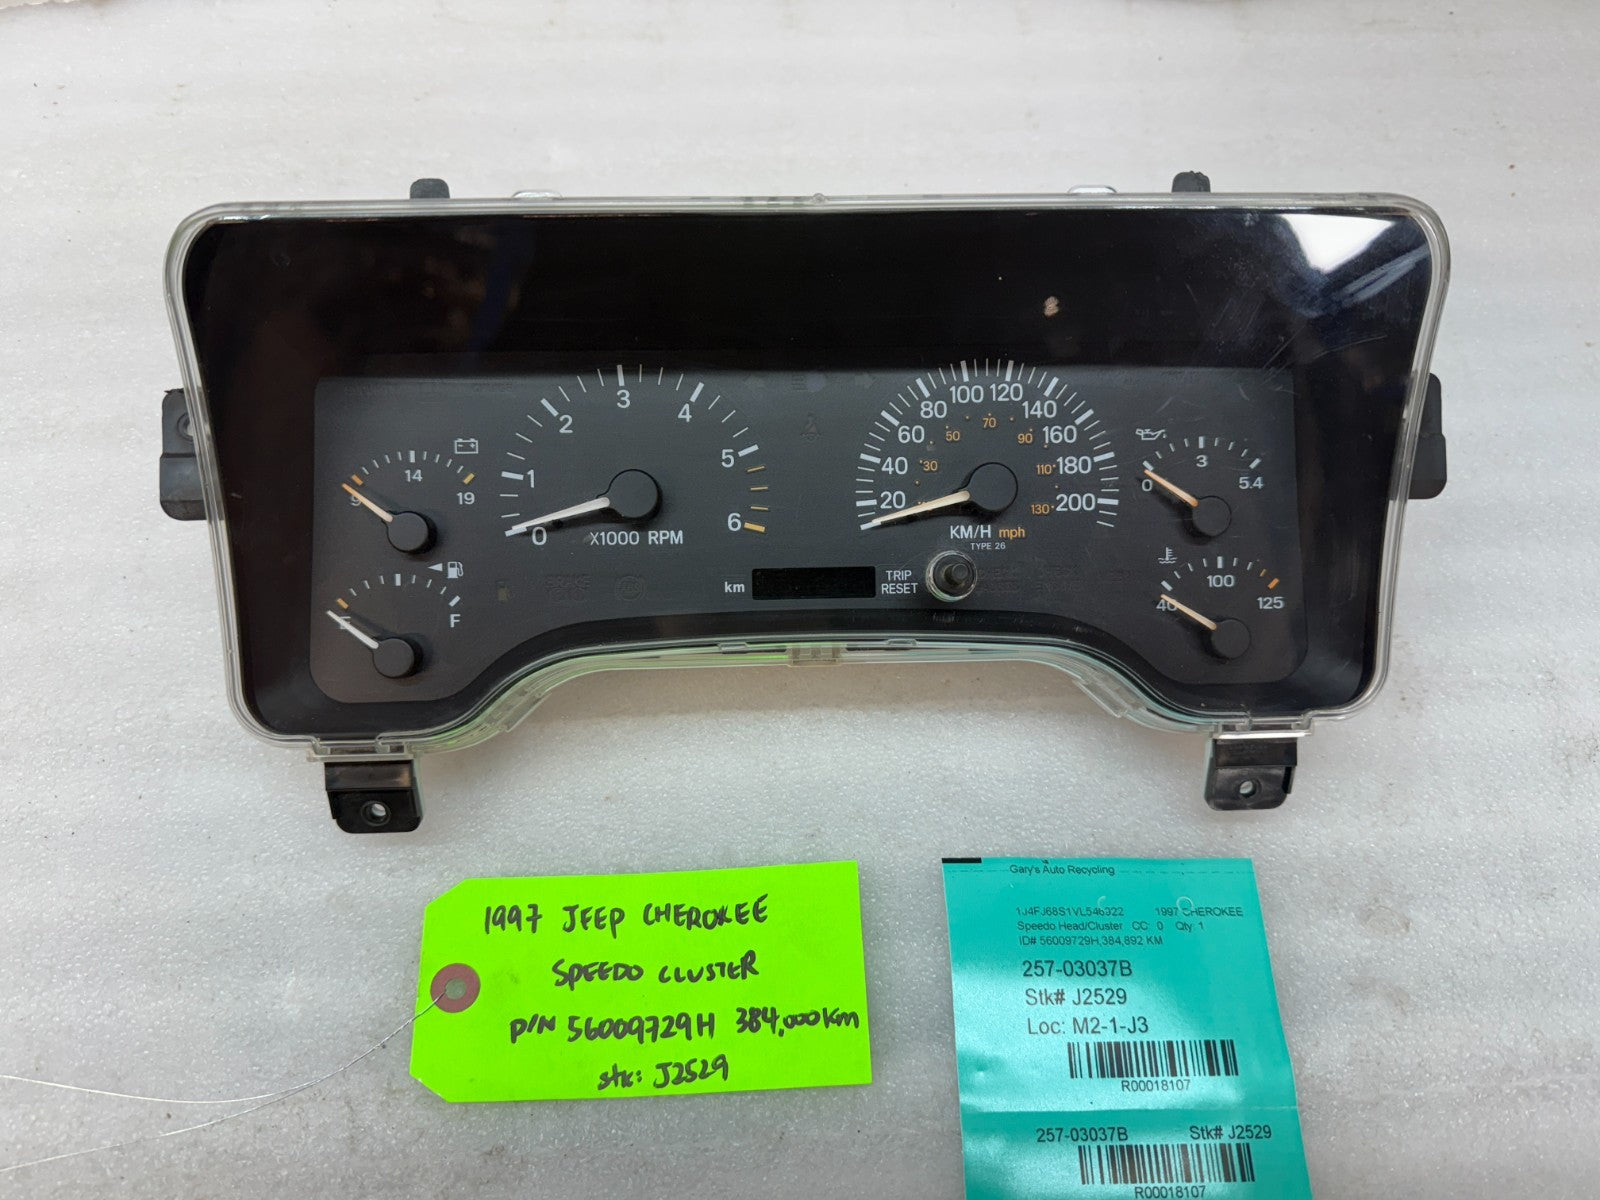 3
2
4
1
5
0
6
X1000 RPM
14
9
19
E
F
100 120
80
140
60
160
40
180
20
200
50
70
90
30
110
130
KM/H mph
TYPE 26
km
TRIP
RESET
3
0
5.4
100
40
125
BRAKE
1997 JEEP CHEROKEE
SPEEDO CLUSTER
P/N 56009729H 384,000 Km
stk: J2529
Gary's Auto Recycling
1J4FJ68S1VL546322 1997 CHEROKEE
Speedo Head/Cluster CC: 0 Qty: 1
ID# 56009729H,384,892 KM
257-03037B
Stk# J2529
Loc: M2-1-J3
R00018107
257-03037B Stk# J2529
R00018107